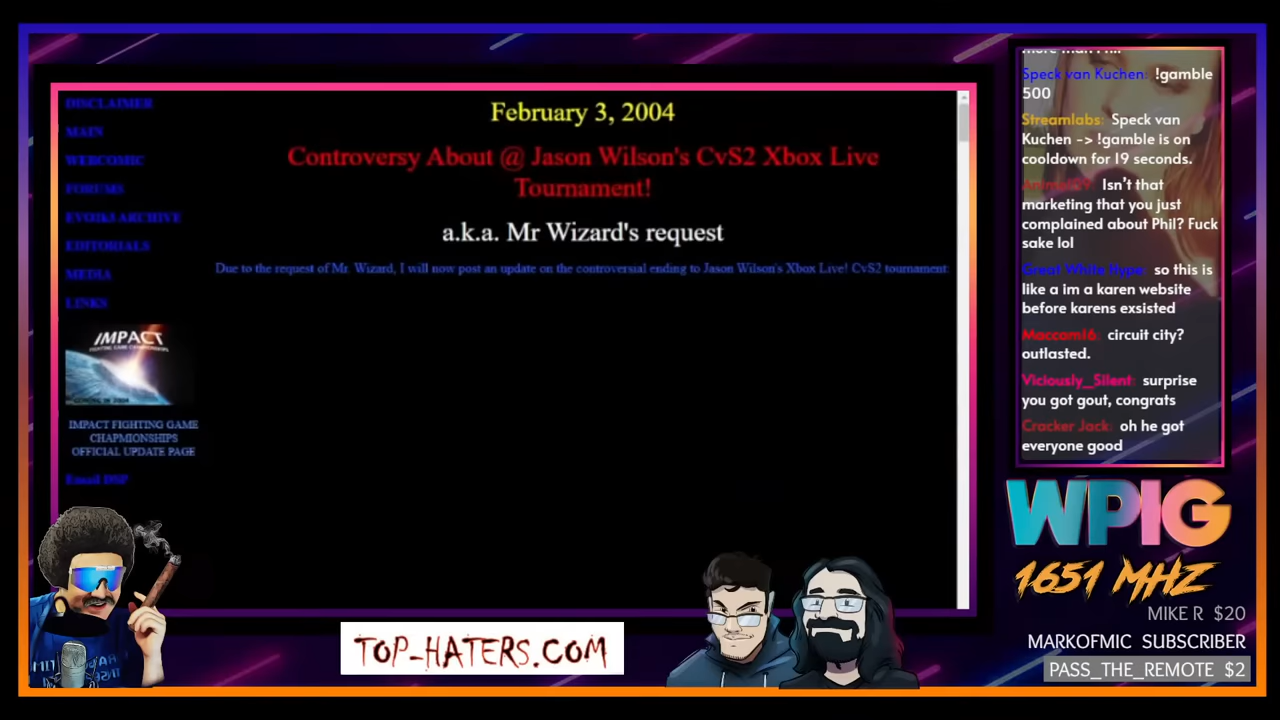 DISCLAIMER
MAIN
WEBCOMIC
FORUMS
EVO2K3 ARCHIVE
EDITORIALS
MEDIA
LINKS
IMPACT
IMPACT FIGHTING GAME
CHAPMIONSHIPS
OFFICIAL UPDATE PAGE
Email DSP
February 3, 2004
Controversy About @ Jason Wilson's CvS2 Xbox Live
Tournament!
a.k.a. Mr Wizard's request
Due to the request of Mr. Wizard, I will now post an update on the controversial ending to Jason Wilson's Xbox Live! CvS2 tournament:
TOP-HATERS.COM
more than Phil
Speck van Kuchen: !gamble
500
Streamlabs: Speck van
Kuchen -> !gamble is on
cooldown for 19 seconds.
Isn't that
marketing that you just
complained about Phil? Fuck
sake lol
Great White Hype: so this is
like a im a karen website
before karens exsisted
Maccam16: circuit city?
outlasted.
Viciously_Silent: surprise
you got gout, congrats
Cracker Jack: oh he got
everyone good
WPIG
1651 MHZ
MIKE R $20
MARKOFMIC SUBSCRIBER
PASS_THE_REMOTE $2